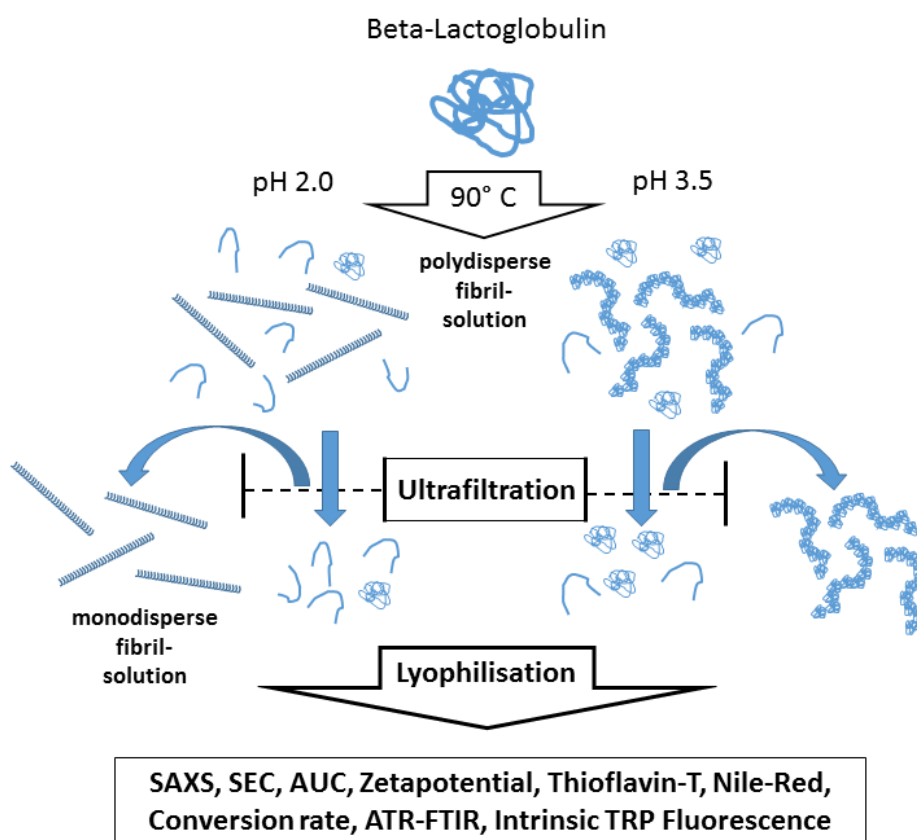 Beta-Lactoglobulin
pH 2.0
90° C
pH 3.5
polydisperse
fibril-
solution
Ultrafiltration
monodisperse
fibril-
solution
Lyophilisation
SAXS, SEC, AUC, Zetapotential, Thioflavin-T, Nile-Red,
Conversion rate, ATR-FTIR, Intrinsic TRP Fluorescence